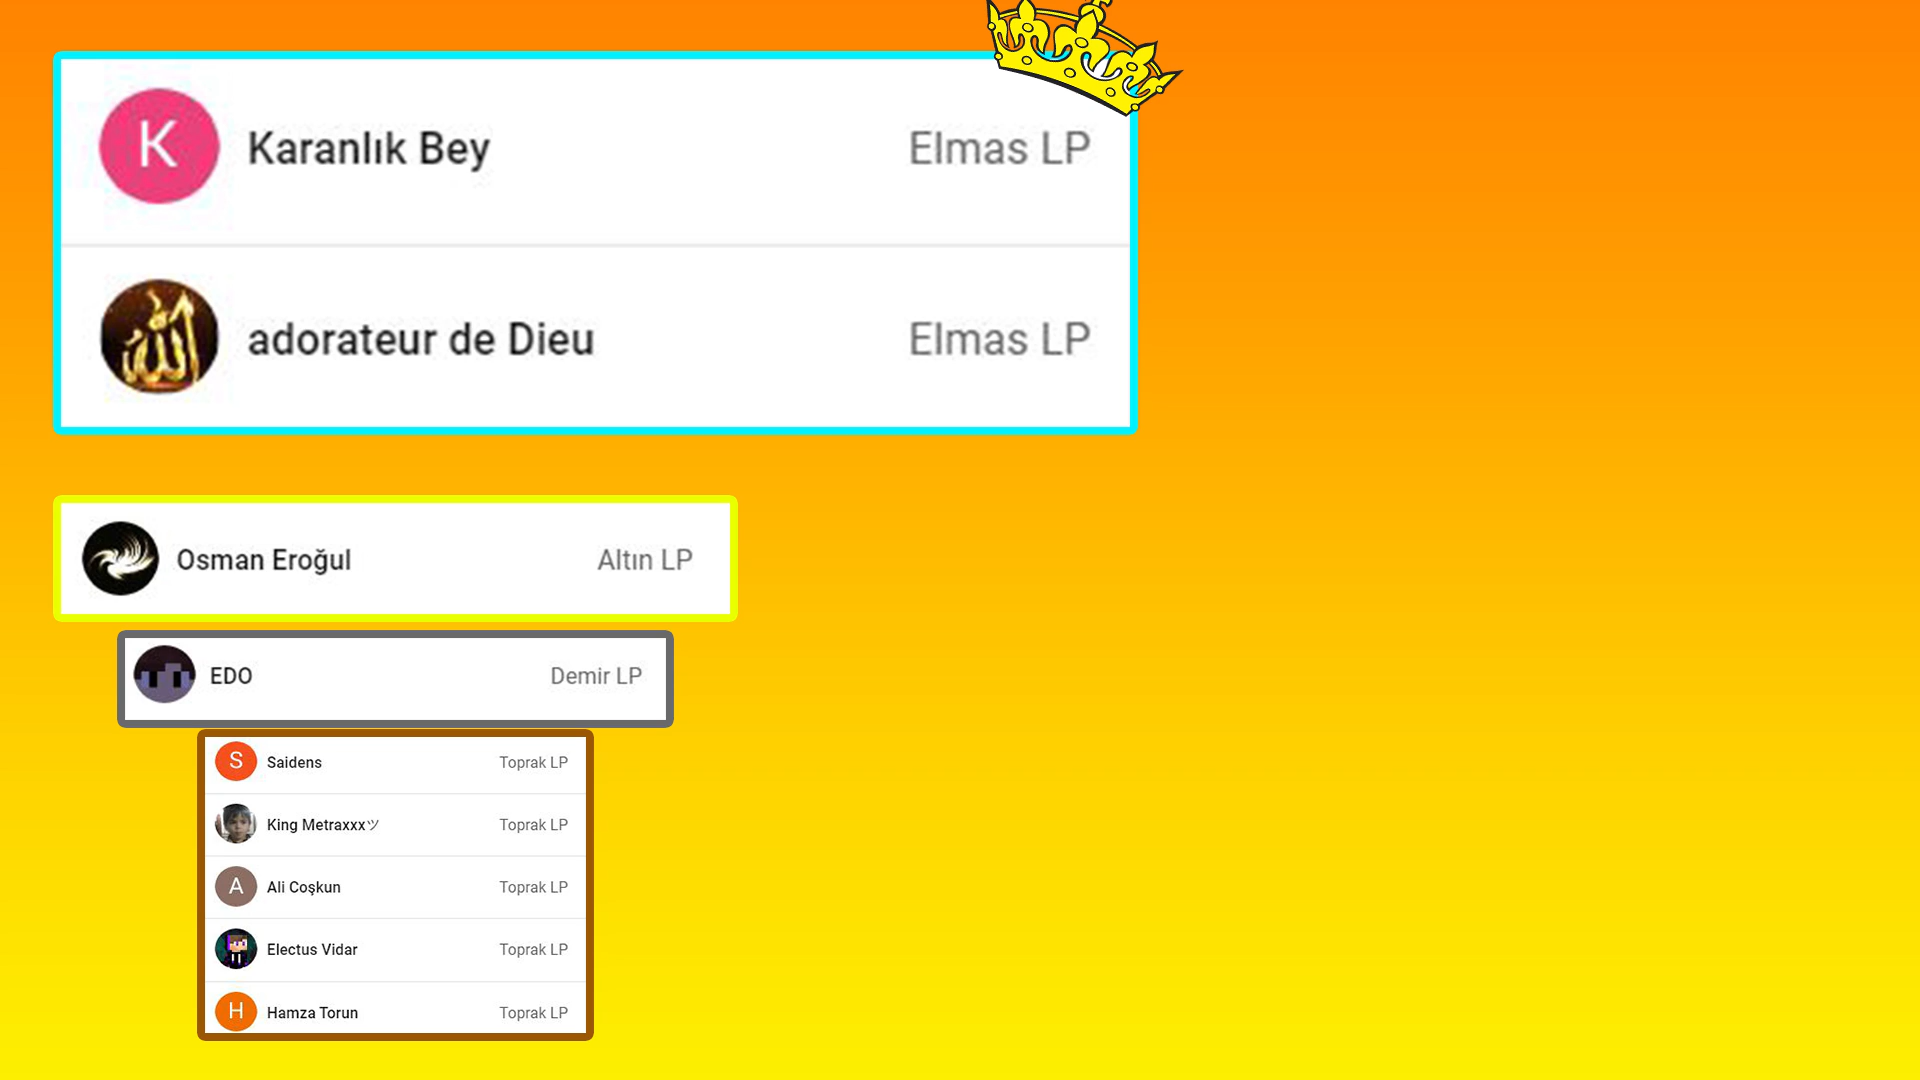 K Karanlık Bey Elmas LP
الله adorateur de Dieu Elmas LP
Osman Eroğul Altın LP
EDO Demir LP
S Saidens Toprak LP
King Metraxxxツ Toprak LP
A Ali Coşkun Toprak LP
Electus Vidar Toprak LP
H Hamza Torun Toprak LP